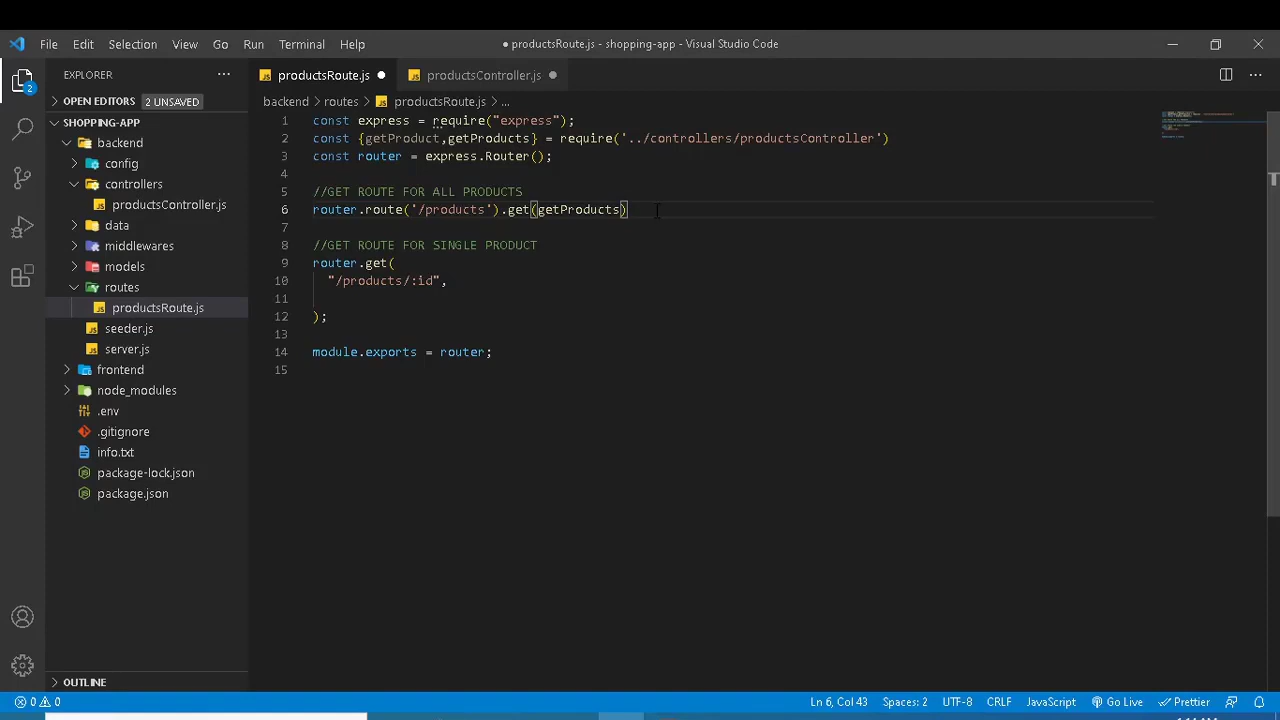 File Edit Selection View Go Run Terminal Help
● productsRoute.js - shopping-app - Visual Studio Code
EXPLORER
2
OPEN EDITORS 2 UNSAVED
SHOPPING-APP
backend
config
controllers
productsController.js
data
middlewares
models
routes
productsRoute.js
seeder.js
server.js
frontend
node_modules
.env
.gitignore
info.txt
package-lock.json
package.json
OUTLINE
productsRoute.js ● productsController.js ●
backend > routes > productsRoute.js > ...
1 const express = require("express");
2 const {getProduct,getProducts} = require('../controllers/productsController')
3 const router = express.Router();
4
5 //GET ROUTE FOR ALL PRODUCTS
6 router.route('/products').get(getProducts)
7
8 //GET ROUTE FOR SINGLE PRODUCT
9 router.get(
10 "/products/:id",
11
12 );
13
14 module.exports = router;
15
0 0 Ln 6, Col 43 Spaces: 2 UTF-8 CRLF JavaScript Go Live Prettier